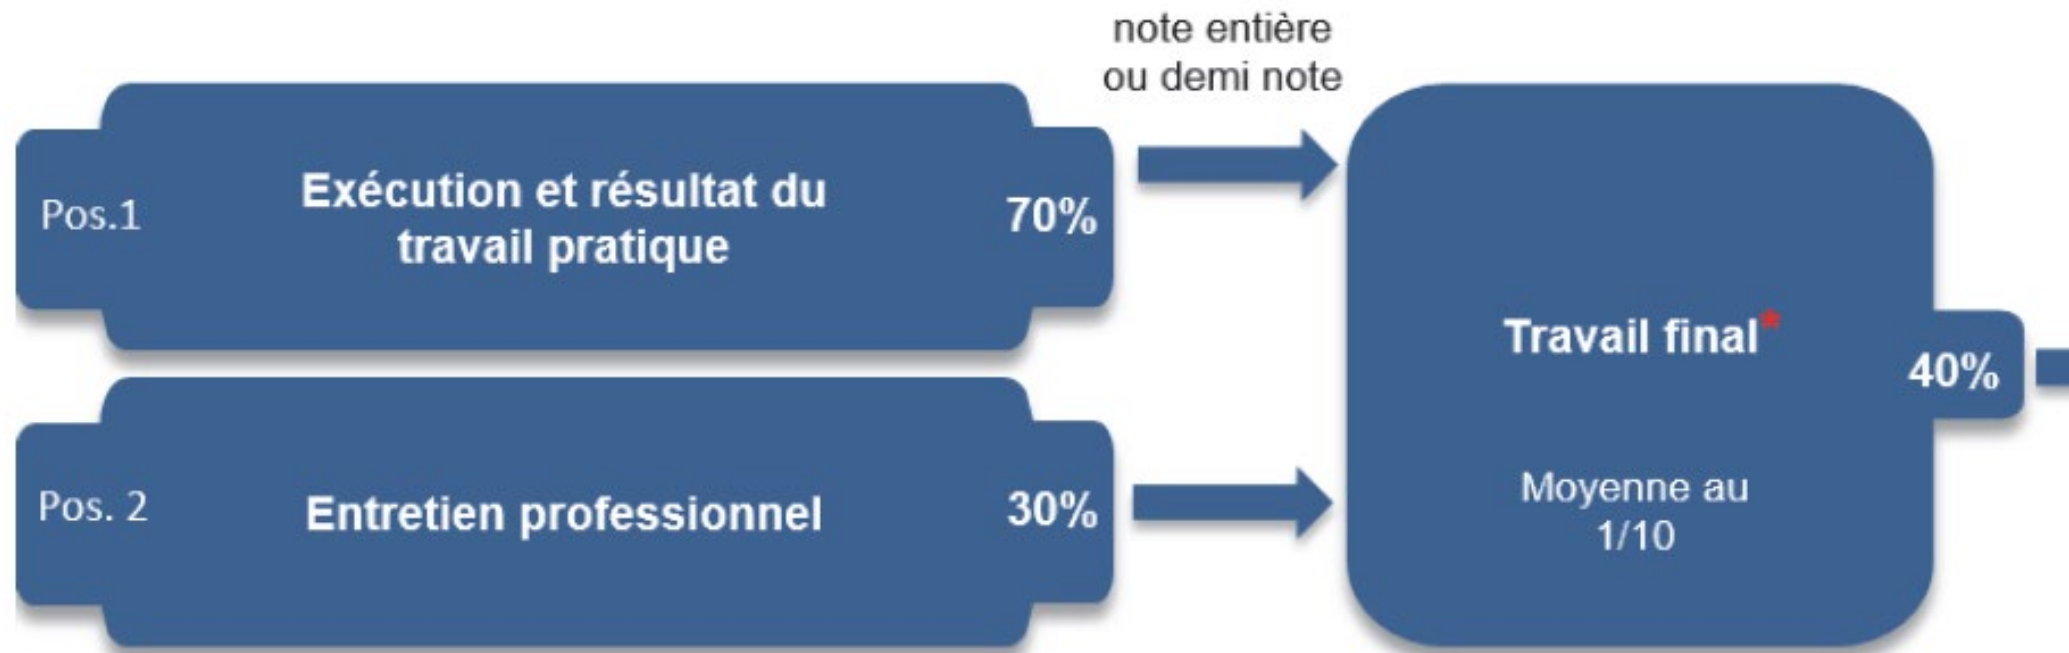 note entière
ou demi note
Pos.1
Exécution et résultat du
travail pratique
70%
Pos. 2
Entretien professionnel
30%
Travail final*
Moyenne au
1/10
40%